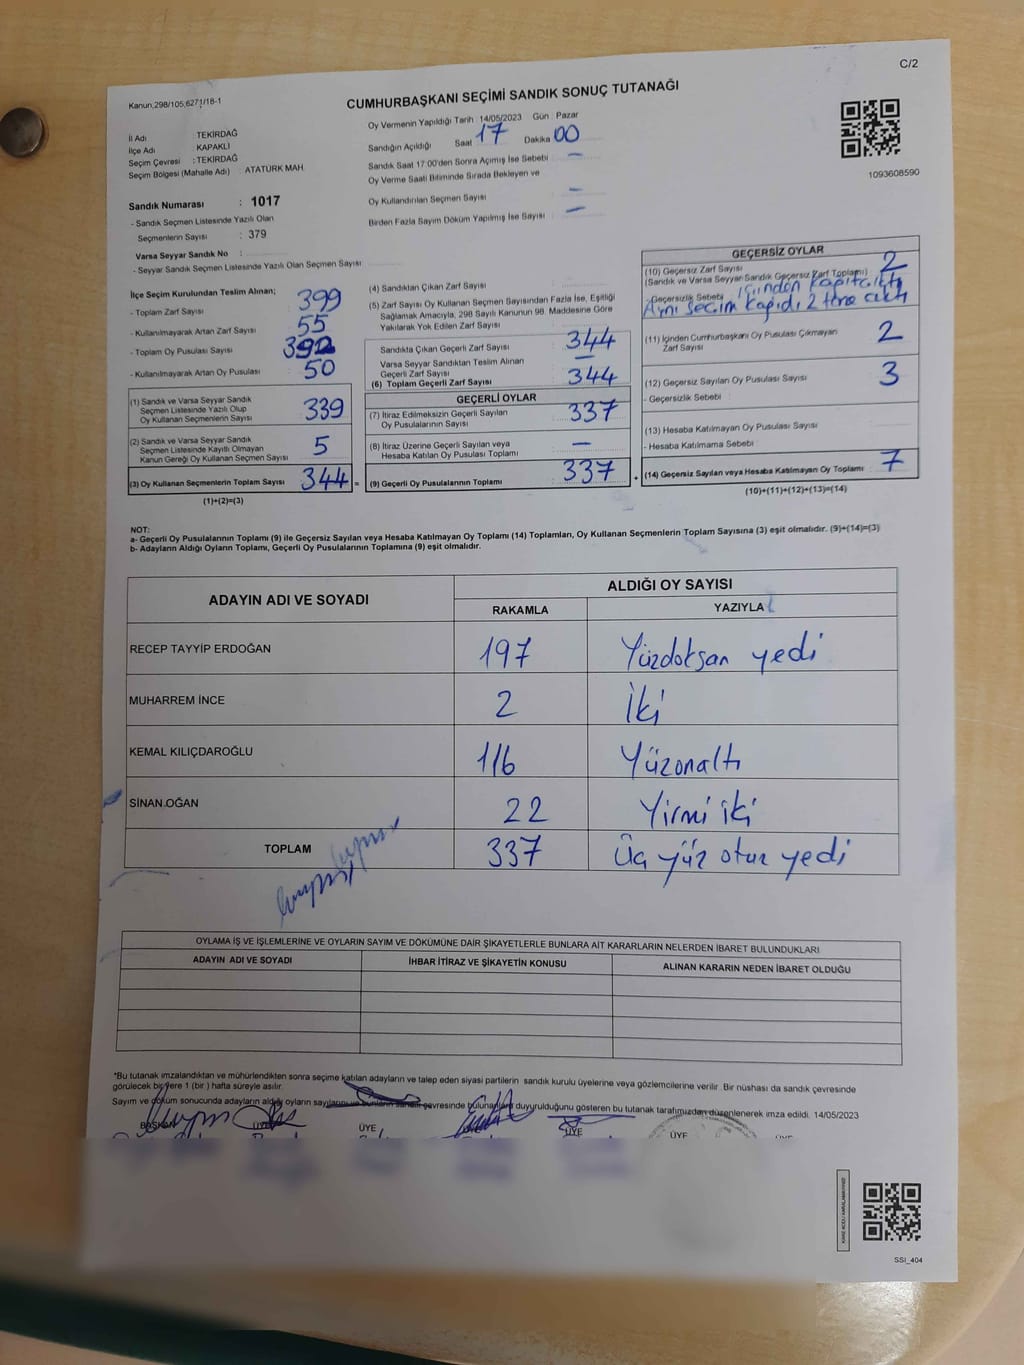 C/2
Kanun,298/105;6271/18-1
CUMHURBAŞKANI SEÇİMİ SANDIK SONUÇ TUTANAĞI
1093608590
İl Adı : TEKİRDAĞ
İlçe Adı : KAPAKLI
Seçim Çevresi : TEKİRDAĞ
Seçim Bölgesi (Mahalle Adı) : ATATÜRK MAH.
Sandık Numarası : 1017
- Sandık Seçmen Listesinde Yazılı Olan
Seçmenlerin Sayısı : 379
Varsa Seyyar Sandık No :
- Seyyar Sandık Seçmen Listesinde Yazılı Olan Seçmen Sayısı
Oy Vermenin Yapıldığı Tarih : 14/05/2023 Gün : Pazar
Sandığın Açıldığı Saat 17 Dakika 00
Sandık Saat 17:00'den Sonra Açımış İse Sebebi : —
Oy Verme Saati Bitiminde Sırada Bekleyen ve
Oy Kullandırılan Seçmen Sayısı : —
Birden Fazla Sayım Döküm Yapılmış İse Sayısı : —
İlçe Seçim Kurulundan Teslim Alınan;
- Toplam Zarf Sayısı 399
- Kullanılmayarak Artan Zarf Sayısı 55
- Toplam Oy Pusulası Sayısı 392
- Kullanılmayarak Artan Oy Pusulası 50
(1) Sandık ve Varsa Seyyar Sandık
Seçmen Listesinde Yazılı Olup
Oy Kullanan Seçmenlerin Sayısı 339
(2) Sandık ve Varsa Seyyar Sandık
Seçmen Listesinde Kayıtlı Olmayan
Kanun Gereği Oy Kullanan Seçmen Sayısı 5
(3) Oy Kullanan Seçmenlerin Toplam Sayısı 344 =
(1)+(2)=(3)
(4) Sandıktan Çıkan Zarf Sayısı
(5) Zarf Sayısı Oy Kullanan Seçmen Sayısından Fazla İse, Eşitliği
Sağlamak Amacıyla, 298 Sayılı Kanunun 98. Maddesine Göre
Yakılarak Yok Edilen Zarf Sayısı
Sandıkta Çıkan Geçerli Zarf Sayısı 344
Varsa Seyyar Sandıktan Teslim Alınan
Geçerli Zarf Sayısı —
(6) Toplam Geçerli Zarf Sayısı 344
GEÇERLİ OYLAR
(7) İtiraz Edilmeksizin Geçerli Sayılan
Oy Pusulalarının Sayısı 337
(8) İtiraz Üzerine Geçerli Sayılan veya
Hesaba Katılan Oy Pusulası Toplamı —
(9) Geçerli Oy Pusulalarının Toplamı 337 +
GEÇERSİZ OYLAR
(10) Geçersiz Zarf Sayısı 2
(Sandık ve Varsa Seyyar Sandık Geçersiz Zarf Toplamı)
- Geçersizlik Sebebi
Aynı seçim kapıdı 2 tane çıktı
(11) İçinden Cumhurbaşkanı Oy Pusulası Çıkmayan
Zarf Sayısı 2
(12) Geçersiz Sayılan Oy Pusulası Sayısı 3
- Geçersizlik Sebebi :
(13) Hesaba Katılmayan Oy Pusulası Sayısı
- Hesaba Katılmama Sebebi
(14) Geçersiz Sayılan veya Hesaba Katılmayan Oy Toplamı 7
(10)+(11)+(12)+(13)=(14)
NOT:
a- Geçerli Oy Pusulalarının Toplamı (9) ile Geçersiz Sayılan veya Hesaba Katılmayan Oy Toplamı (14) Toplamları, Oy Kullanan Seçmenlerin Toplam Sayısına (3) eşit olmalıdır. (9)+(14)=(3)
b- Adayların Aldığı Oyların Toplamı, Geçerli Oy Pusulalarının Toplamına (9) eşit olmalıdır.
ADAYIN ADI VE SOYADI ALDIĞI OY SAYISI
RAKAMLA YAZIYLA
RECEP TAYYİP ERDOĞAN 197 Yüzdoksan yedi
MUHARREM İNCE 2 İki
KEMAL KILIÇDAROĞLU 116 Yüzonaltı
SİNAN OĞAN 22 Yirmi iki
TOPLAM 337 Üç yüz otuz yedi
OYLAMA İŞ VE İŞLEMLERİNE VE OYLARIN SAYIM VE DÖKÜMÜNE DAİR ŞİKAYETLERLE BUNLARA AİT KARARLARIN NELERDEN İBARET BULUNDUKLARI
ADAYIN ADI VE SOYADI İHBAR İTİRAZ VE ŞİKAYETİN KONUSU ALINAN KARARIN NEDEN İBARET OLDUĞU
*Bu tutanak imzalandıktan ve mühürlendikten sonra seçime katılan adayların ve talep eden siyasi partilerin sandık kurulu üyelerine veya gözlemcilerine verilir. Bir nüshası da sandık çevresinde
görülecek bir yere 1 (bir) hafta süreyle asılır.
Sayım ve döküm sonucunda adayların aldığı oyların sayılarını ve bunların sandık çevresinde bulunanlara duyurulduğunu gösteren bu tutanak tarafımızdan düzenlenerek imza edildi. 14/05/2023
BAŞKAN ÜYE ÜYE ÜYE ÜYE
SSI_404